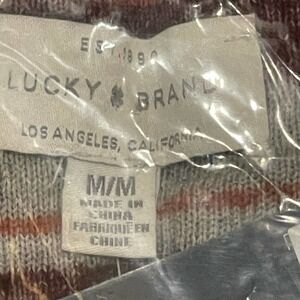 EST. 1990
LUCKY BRAND
LOS ANGELES, CALIFORNIA
M/M
MADE IN
CHINA
FABRIQUÉ EN
CHINE